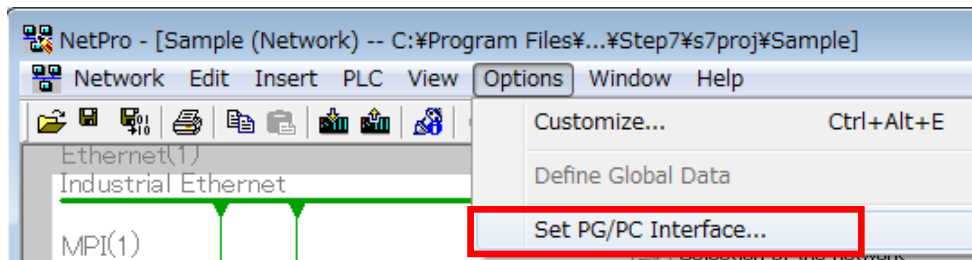 NetPro - [Sample (Network) -- C:¥Program Files¥...¥Step7¥s7proj¥Sample]
Network Edit Insert PLC View Options Window Help
Customize... Ctrl+Alt+E
Ethernet(1)
Define Global Data
Industrial Ethernet
Set PG/PC Interface...
MPI(1)